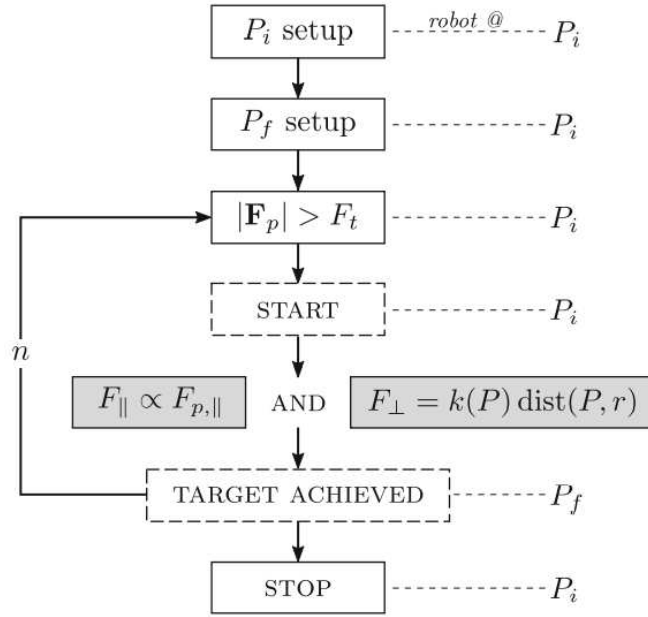 P_i setup robot @ P_i
P_f setup P_i
|F_p| > F_t P_i
START P_i
n
F_∥ ∝ F_{p,∥} AND F_⊥ = k(P) dist(P, r)
TARGET ACHIEVED P_f
STOP P_i